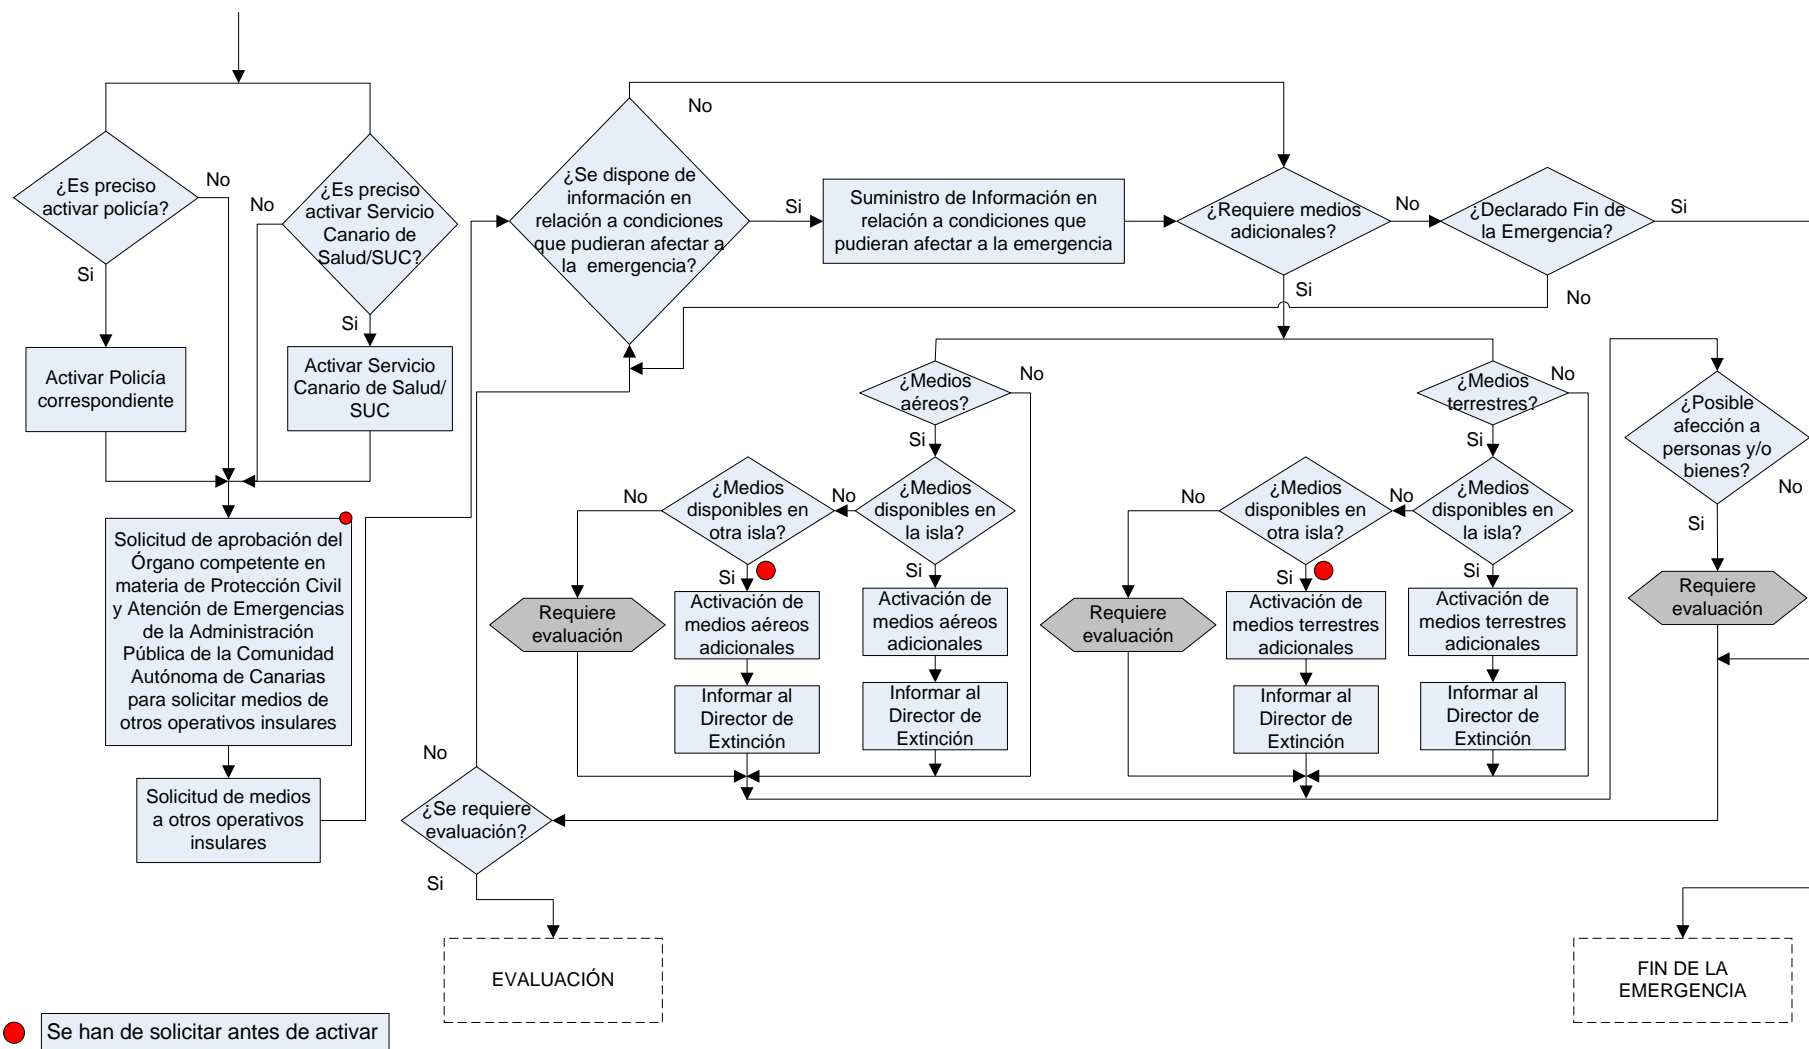 ¿Es preciso
activar policía?
No
Si
Activar Policía
correspondiente
¿Es preciso
activar Servicio
Canario de
Salud/SUC?
No
Si
Activar Servicio
Canario de Salud/
SUC
Solicitud de aprobación del
Órgano competente en
materia de Protección Civil
y Atención de Emergencias
de la Administración
Pública de la Comunidad
Autónoma de Canarias
para solicitar medios de
otros operativos insulares
Solicitud de medios
a otros operativos
insulares
¿Se dispone de
información en
relación a condiciones
que pudieran afectar a
la emergencia?
No
Si
Suministro de Información en
relación a condiciones que
pudieran afectar a la emergencia
¿Requiere medios
adicionales?
No
Si
¿Declarado Fin de
la Emergencia?
Si
No
¿Medios
aéreos?
No
Si
¿Medios
disponibles en
la isla?
No
Si
¿Medios
disponibles en
otra isla?
No
Si
Requiere
evaluación
Activación de
medios aéreos
adicionales
Activación de
medios aéreos
adicionales
Informar al
Director de
Extinción
Informar al
Director de
Extinción
¿Medios
terrestres?
No
Si
¿Medios
disponibles en
la isla?
No
Si
¿Medios
disponibles en
otra isla?
No
Si
Requiere
evaluación
Activación de
medios terrestres
adicionales
Activación de
medios terrestres
adicionales
Informar al
Director de
Extinción
Informar al
Director de
Extinción
¿Posible
afección a
personas y/o
bienes?
No
Si
Requiere
evaluación
¿Se requiere
evaluación?
No
Si
EVALUACIÓN
FIN DE LA
EMERGENCIA
Se han de solicitar antes de activar